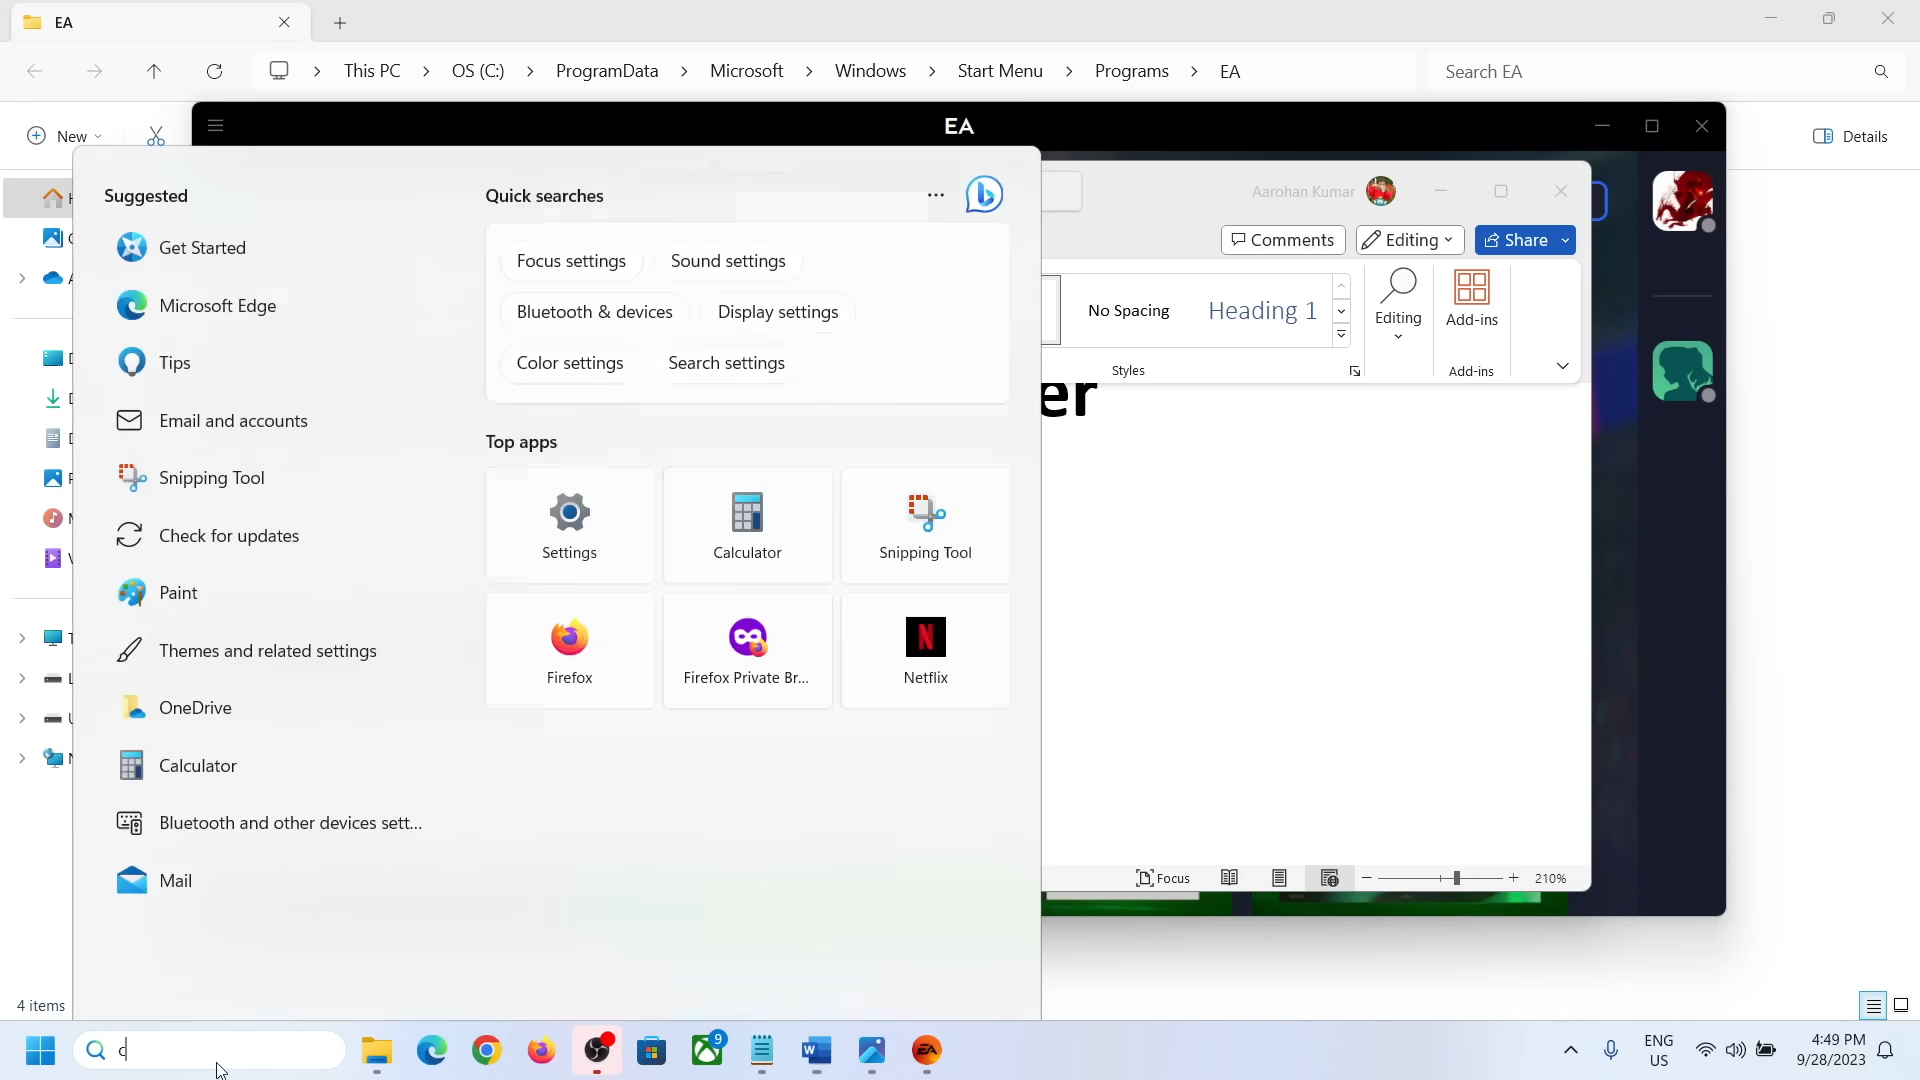 EA
This PC
OS (C:)
ProgramData
Microsoft
Windows
Start Menu
Programs
EA
Search EA
New
EA
Details
Suggested
Get Started
Microsoft Edge
Tips
Email and accounts
Snipping Tool
Check for updates
Paint
Themes and related settings
OneDrive
Calculator
Bluetooth and other devices sett...
Mail
Quick searches
Focus settings
Sound settings
Bluetooth & devices
Display settings
Color settings
Search settings
Top apps
Settings
Calculator
Snipping Tool
Firefox
Firefox Private Br...
Netflix
Aarohan Kumar
Comments
Editing
Share
No Spacing
Heading 1
Editing
Add-ins
Styles
Add-ins
er
Focus
210%
4 items
c
9
EA
ENG
US
4:49 PM
9/28/2023